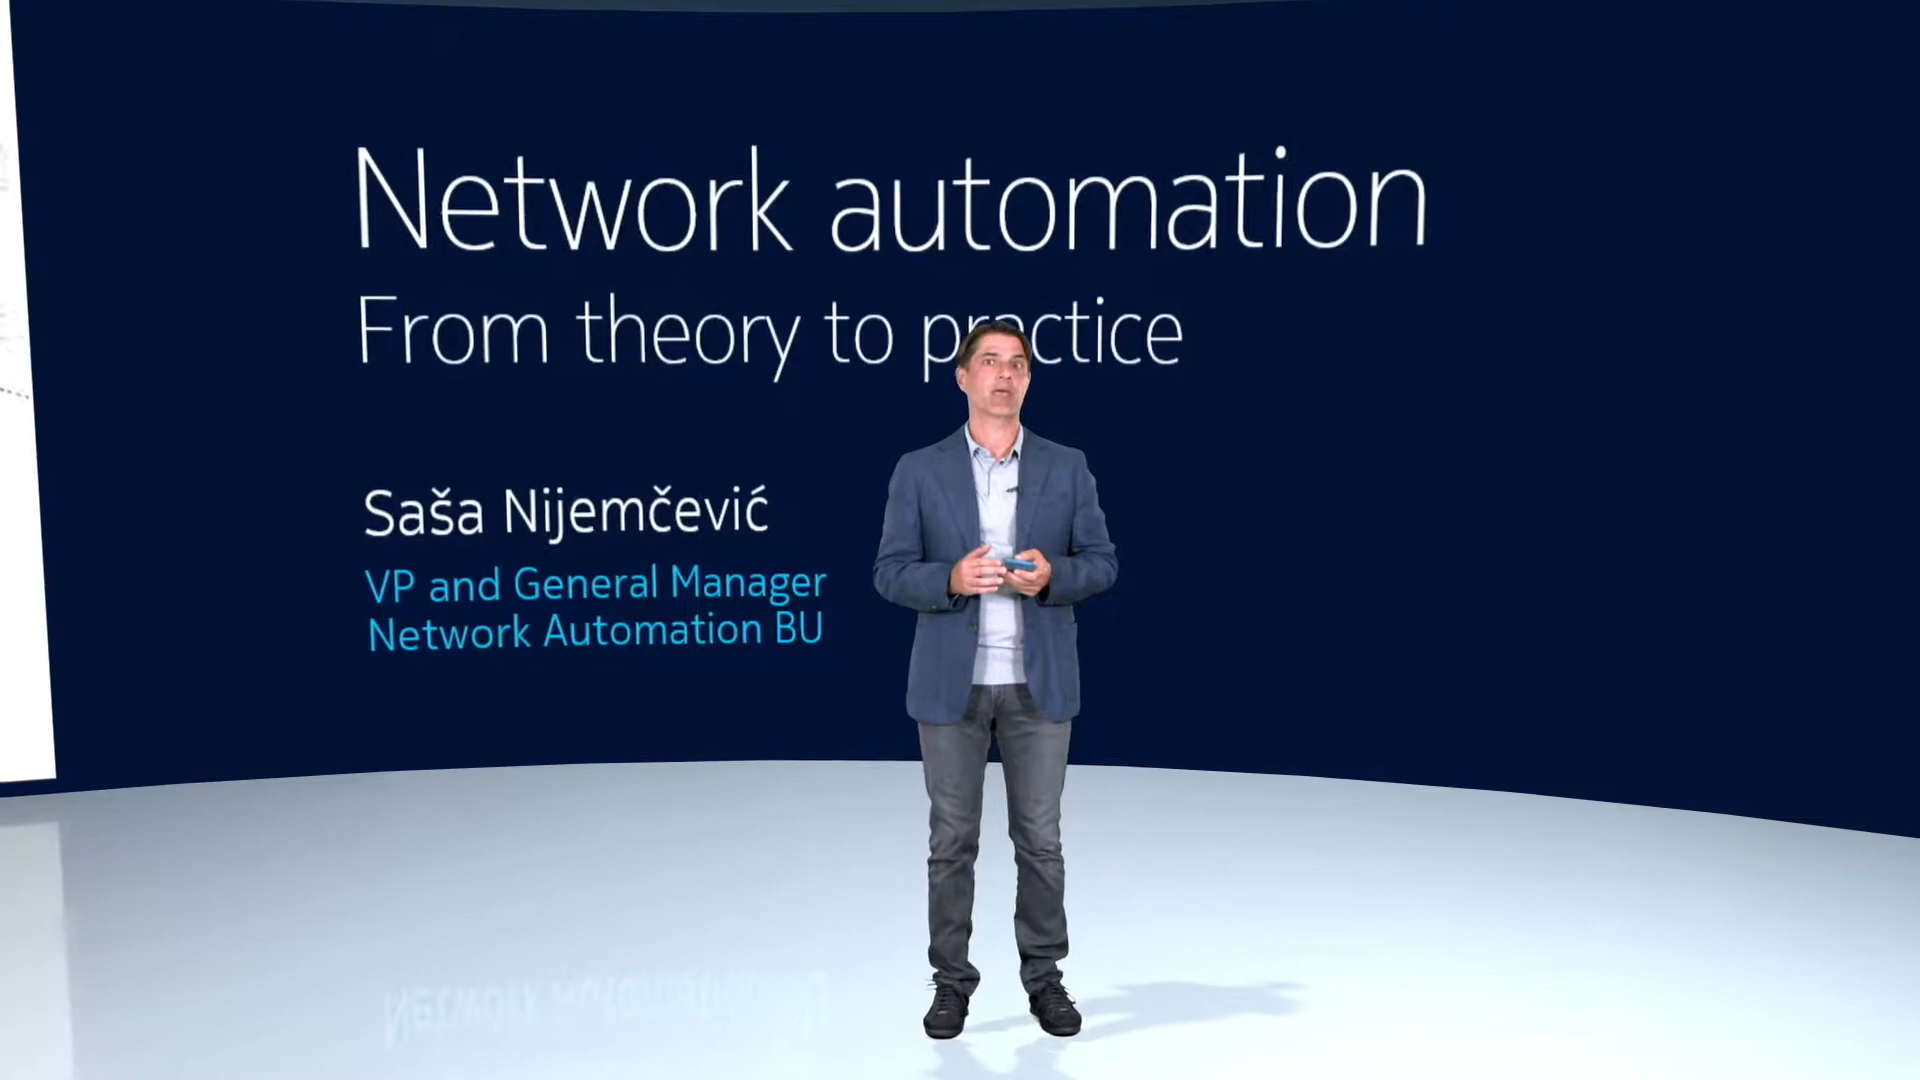 Network automation
From theory to practice
Saša Nijemčević
VP and General Manager
Network Automation BU